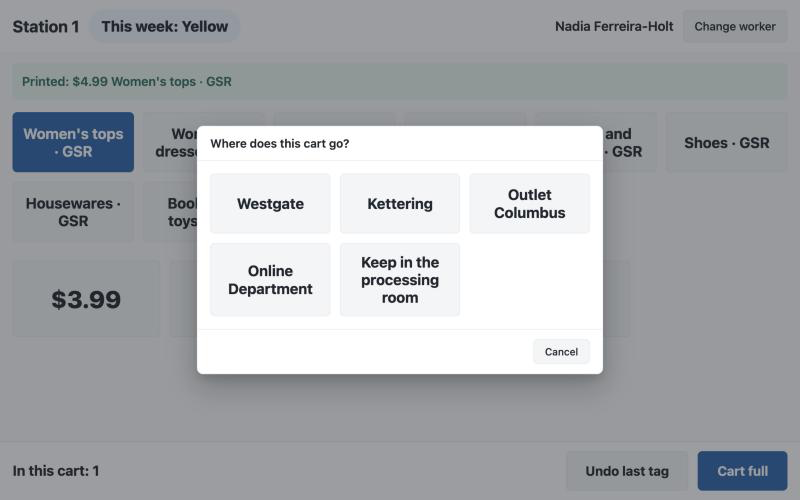 Station 1
This week: Yellow
Nadia Ferreira-Holt
Change worker
Printed: $4.99 Women's tops · GSR
Women's tops
· GSR
and
· GSR
Shoes · GSR
Housewares ·
GSR
$3.99
Where does this cart go?
Westgate
Kettering
Outlet
Columbus
Online
Department
Keep in the
processing
room
Cancel
In this cart: 1
Undo last tag
Cart full